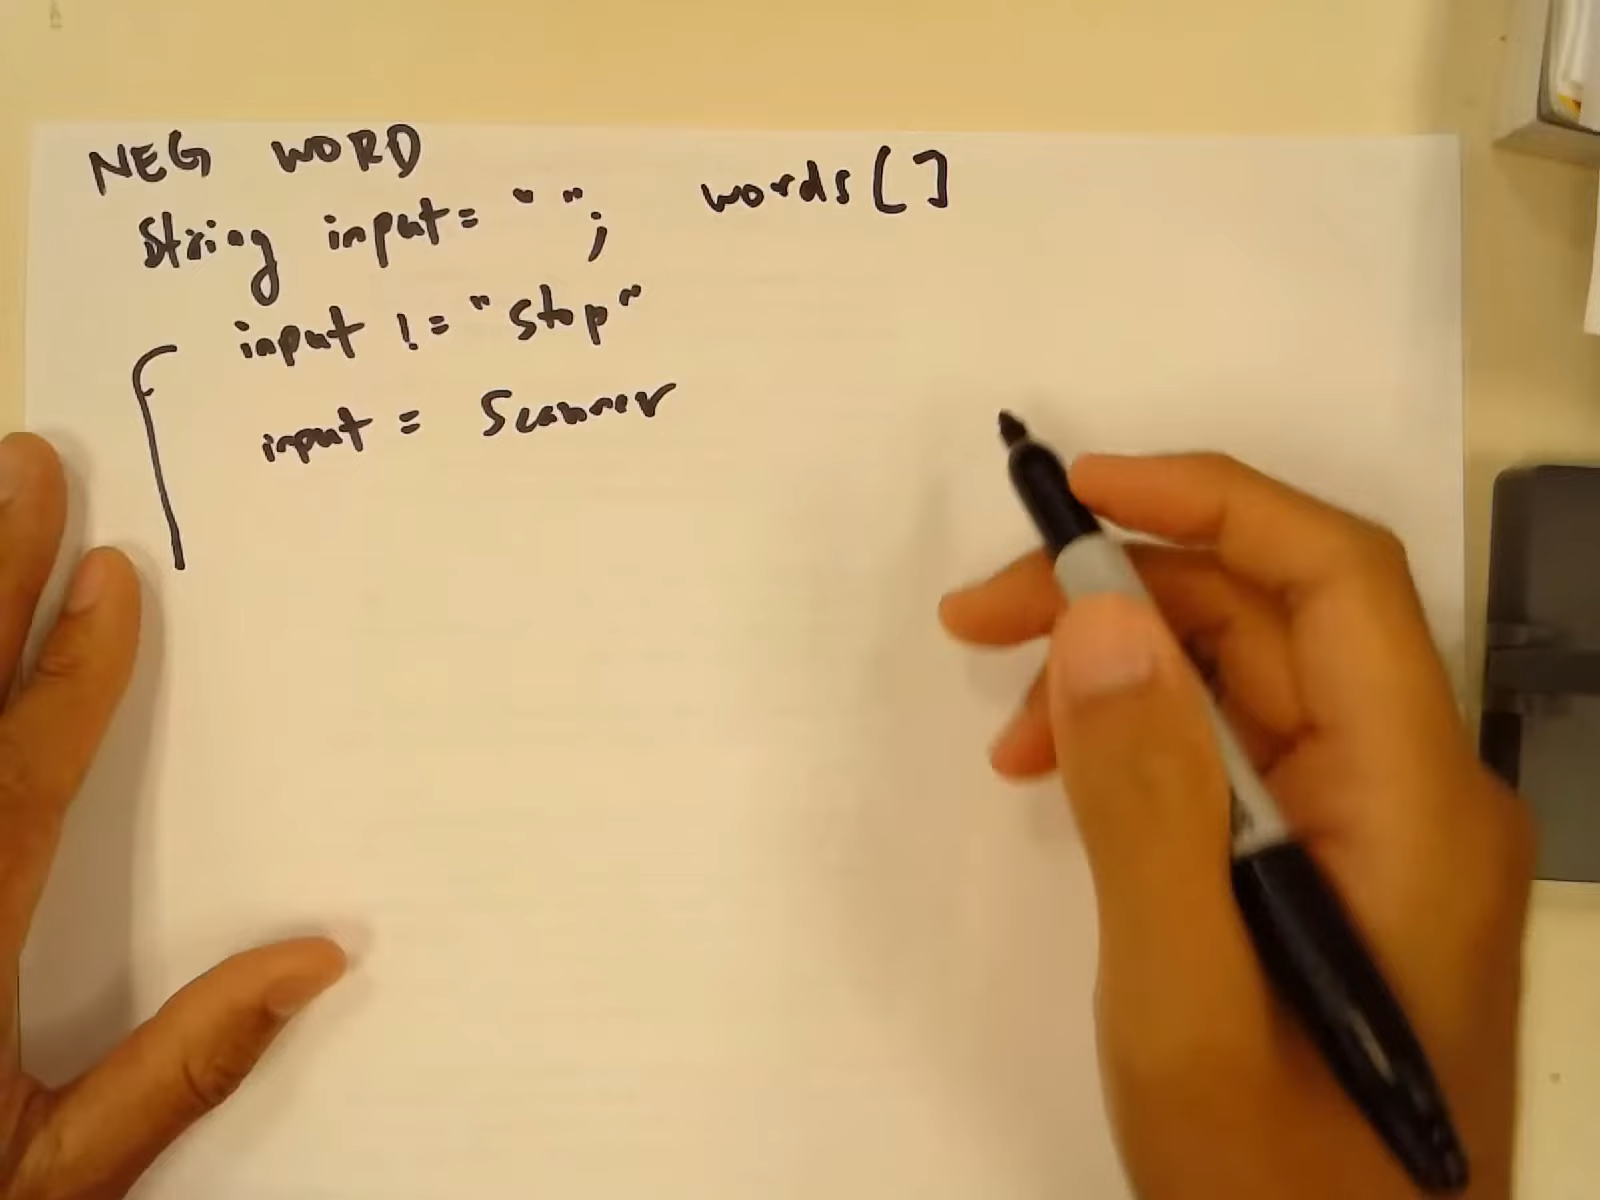 NEG WORD
String input = " "; words []
input != "stop"
input = Scanner